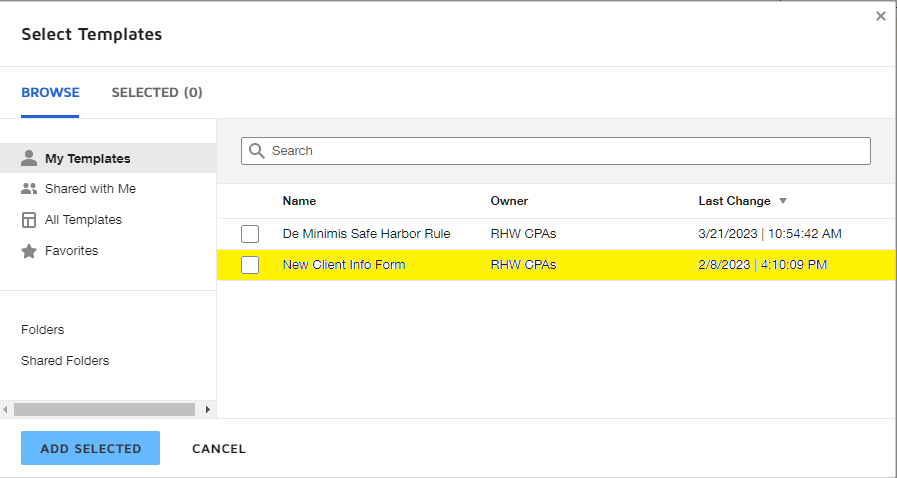 Select Templates
BROWSE SELECTED (0)
My Templates
Shared with Me
All Templates
Favorites
Folders
Shared Folders
Search
Name Owner Last Change
De Minimis Safe Harbor Rule RHW CPAs 3/21/2023 | 10:54:42 AM
New Client Info Form RHW CPAs 2/8/2023 | 4:10:09 PM
ADD SELECTED CANCEL